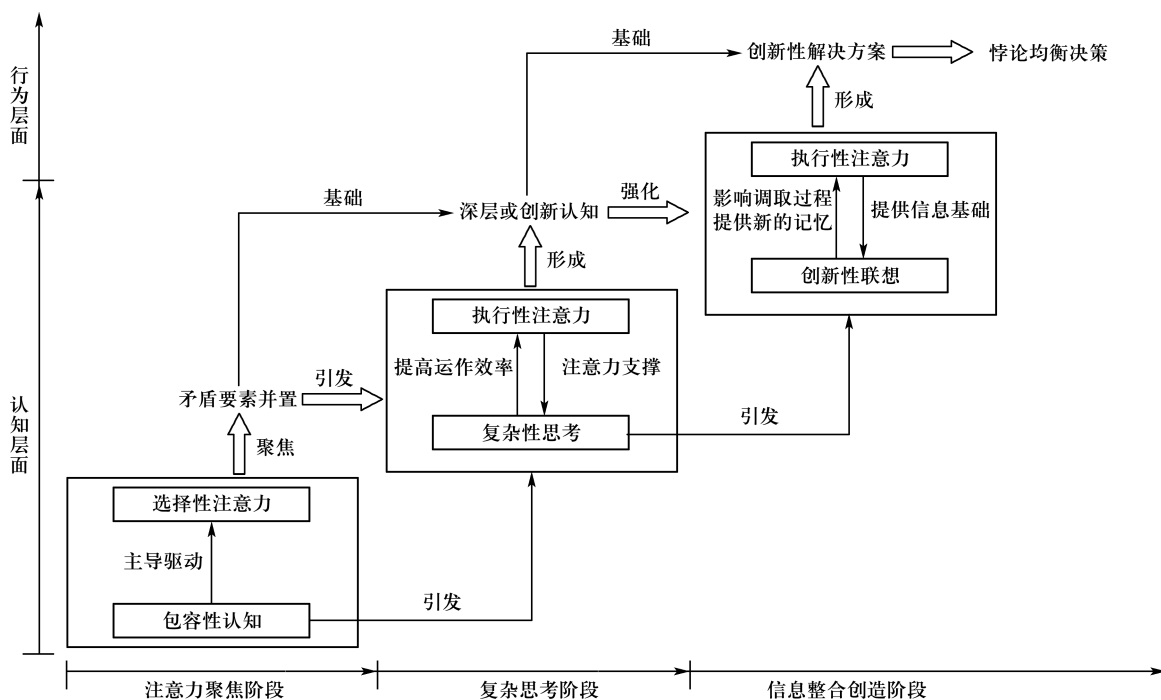 基础
创新性解决方案
悖论均衡决策
行为层面
形成
执行性注意力
影响调取过程
提供新的记忆
提供信息基础
创新性联想
基础
深层或创新认知
强化
形成
执行性注意力
提高运作效率
注意力支撑
复杂性思考
引发
认知层面
矛盾要素并置
引发
聚焦
选择性注意力
主导驱动
包容性认知
引发
注意力聚焦阶段
复杂思考阶段
信息整合创造阶段